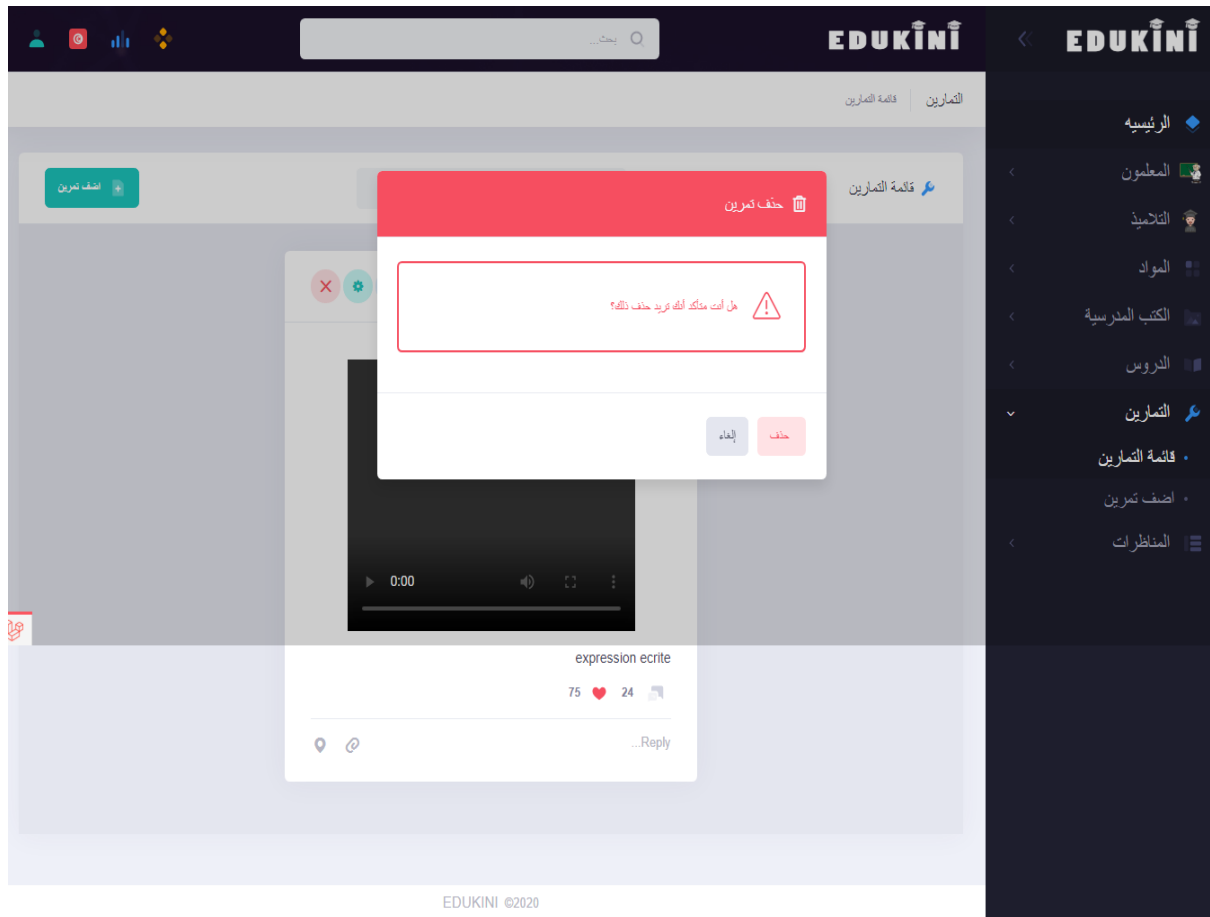 EDUKINI
EDUKINI
بحث...
التمارين
قائمة التمارين
الرئيسيه
المعلمون
التلاميذ
المواد
الكتب المدرسية
الدروس
التمارين
قائمة التمارين
اضف تمرين
المناظرات
قائمة التمارين
اضف تمرين
حذف تمرين
هل أنت متأكد أنك تريد حذف ذلك؟
حذف
إلغاء
0:00
expression ecrite
75 24
Reply...
EDUKINI ©2020